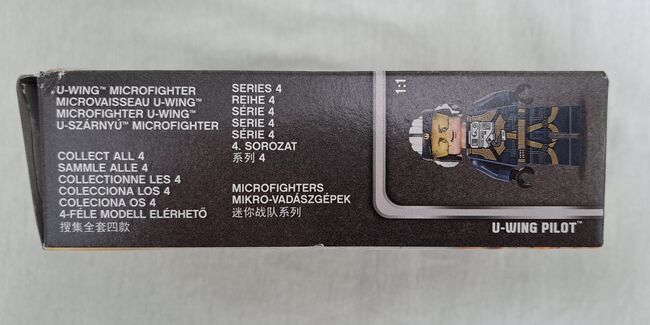 U-WING™ MICROFIGHTER
MICROVAISSEAU U-WING™
MICROFIGHTER U-WING™
U-SZÁRNYÚ™ MICROFIGHTER
COLLECT ALL 4
SAMMLE ALLE 4
COLLECTIONNE LES 4
COLECCIONA LOS 4
COLECIONA OS 4
4-FÉLE MODELL ELÉRHETŐ
搜集全套四款
SERIES 4
REIHE 4
SÉRIE 4
SERIE 4
SÉRIE 4
4. SOROZAT
系列 4
MICROFIGHTERS
MIKRO-VADÁSZGÉPEK
迷你战队系列
1:1
U-WING PILOT™